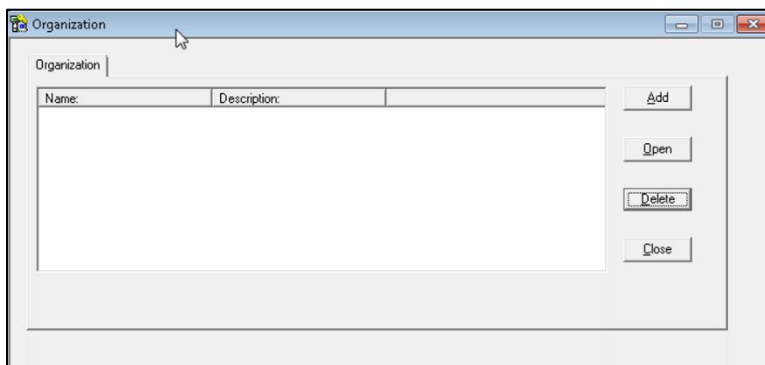 Organization
Organization
Name: Description:
Add
Open
Delete
Close